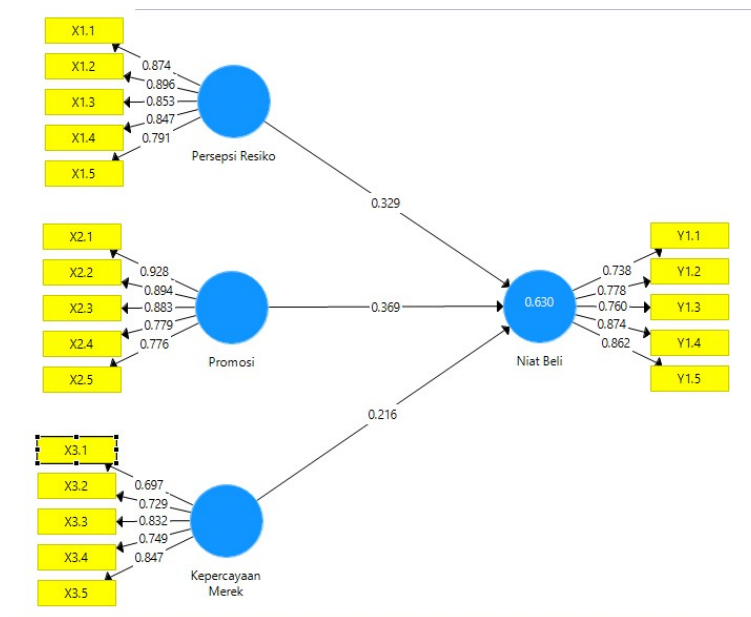 X1.1
X1.2
X1.3
X1.4
X1.5
0.874
0.896
0.853
0.847
0.791
Persepsi Resiko
0.329
X2.1
X2.2
X2.3
X2.4
X2.5
0.928
0.894
0.883
0.779
0.776
Promosi
0.369
X3.1
X3.2
X3.3
X3.4
X3.5
0.697
0.729
0.832
0.749
0.847
Kepercayaan
Merek
0.216
0.630
Niat Beli
0.738
0.778
0.760
0.874
0.862
Y1.1
Y1.2
Y1.3
Y1.4
Y1.5